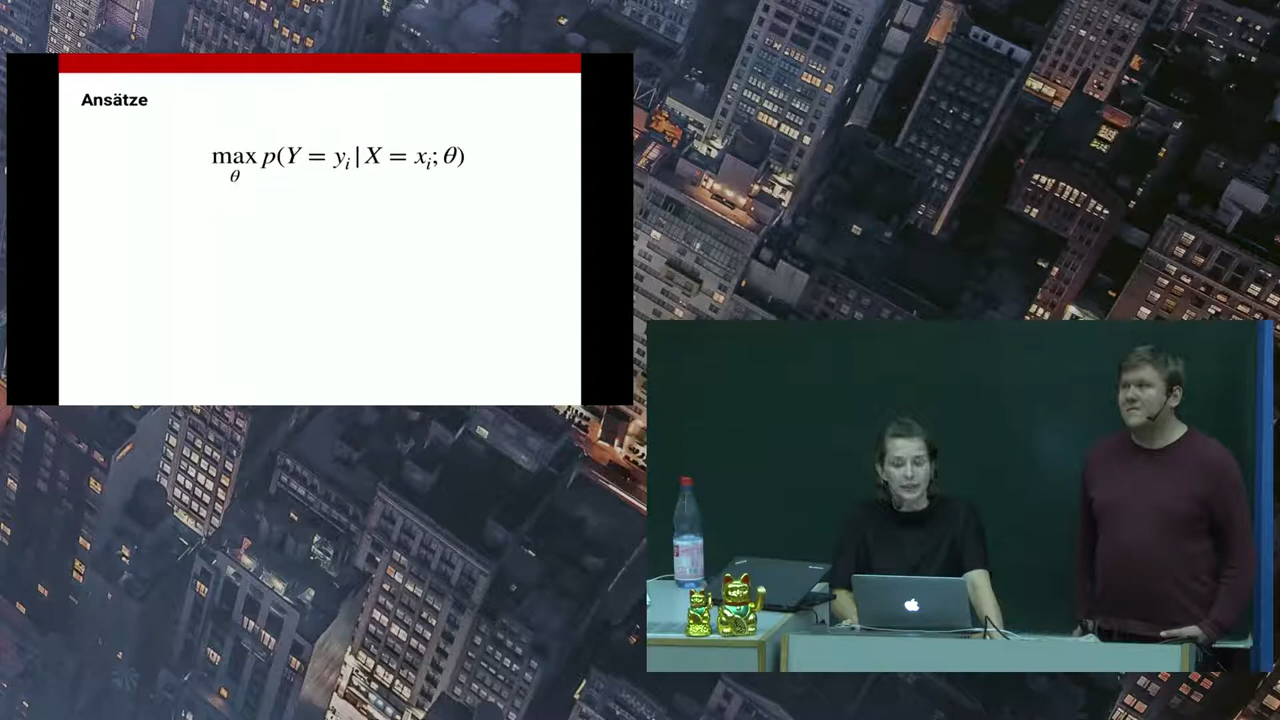 Ansätze
max p(Y = y_i | X = x_i; θ)
θ